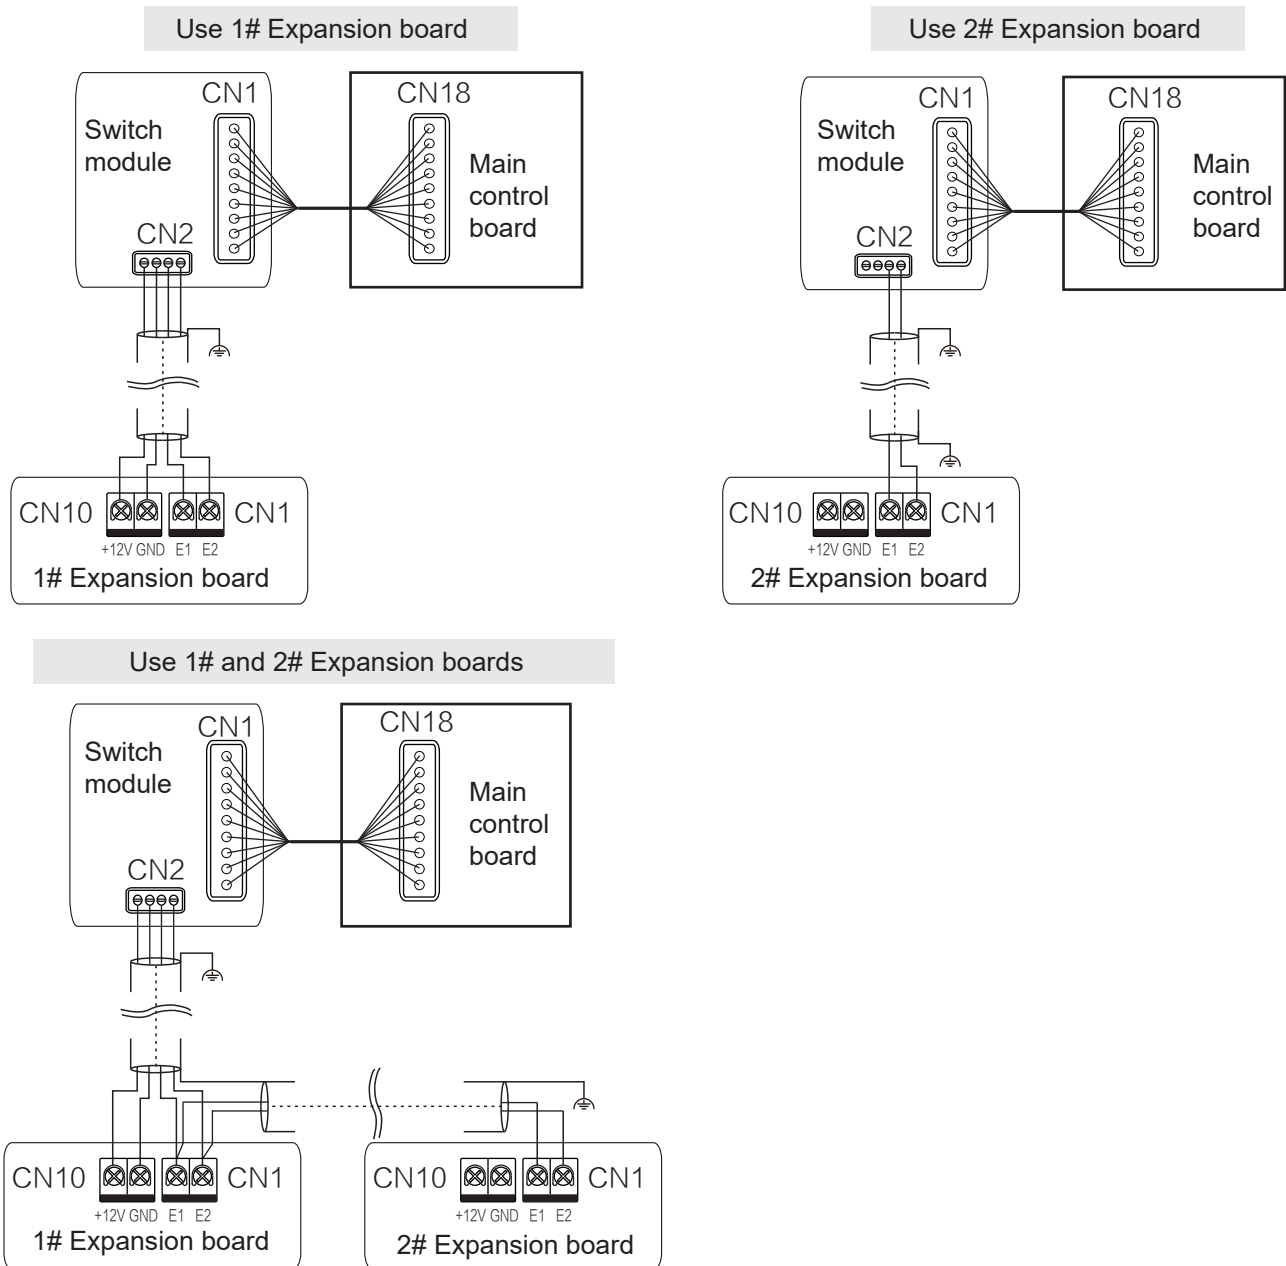 Use 1# Expansion board
CN1
CN18
Switch
module
Main
control
board
CN2
CN10
CN1
+12V GND E1 E2
1# Expansion board
Use 2# Expansion board
CN1
CN18
Switch
module
Main
control
board
CN2
CN10
CN1
+12V GND E1 E2
2# Expansion board
Use 1# and 2# Expansion boards
CN1
CN18
Switch
module
Main
control
board
CN2
CN10
CN1
+12V GND E1 E2
1# Expansion board
CN10
CN1
+12V GND E1 E2
2# Expansion board